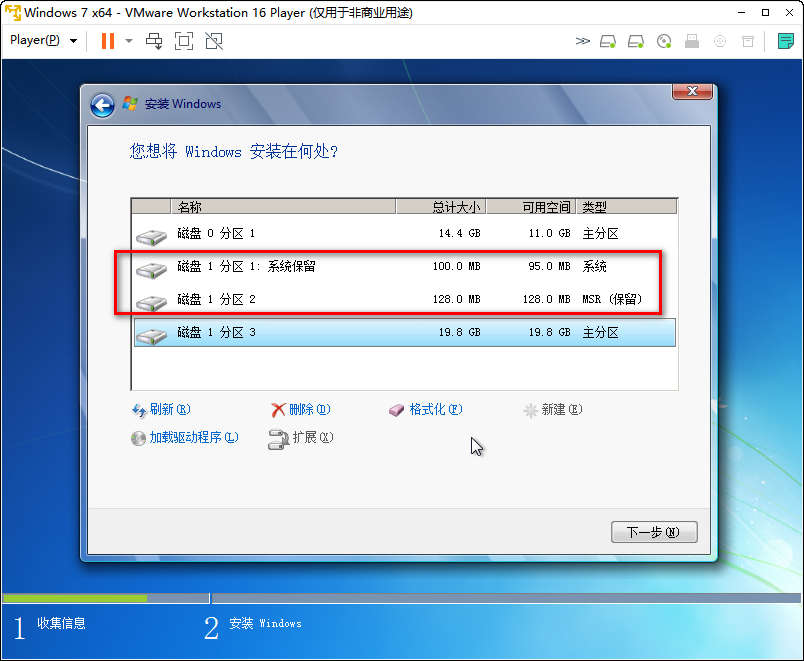 Windows 7 x64 - VMware Workstation 16 Player (仅用于非商业用途)
Player(P)
安装 Windows
您想将 Windows 安装在何处?
名称 总计大小 可用空间 类型
磁盘 0 分区 1 14.4 GB 11.0 GB 主分区
磁盘 1 分区 1: 系统保留 100.0 MB 95.0 MB 系统
磁盘 1 分区 2 128.0 MB 128.0 MB MSR (保留)
磁盘 1 分区 3 19.8 GB 19.8 GB 主分区
刷新(R) 删除(D) 格式化(F) 新建(E)
加载驱动程序(L) 扩展(X)
下一步(N)
1 收集信息 2 安装 Windows